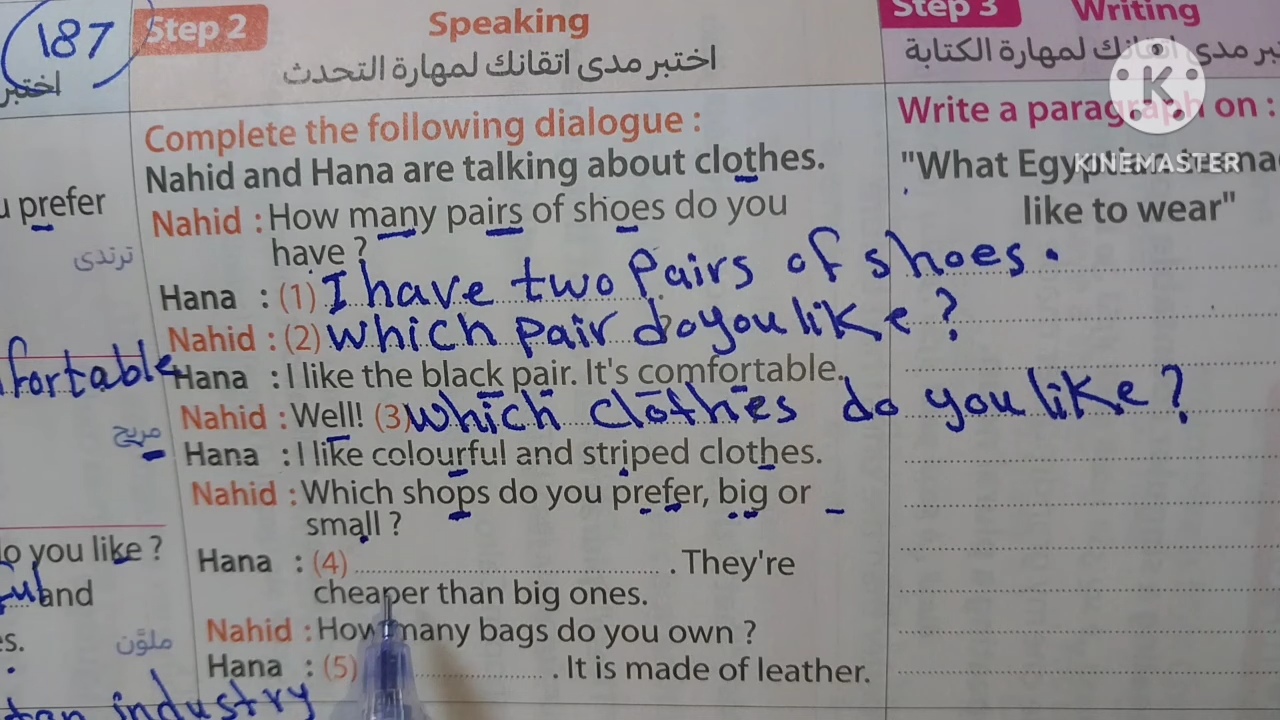 187
Step 2
Speaking
اختبر مدى اتقانك لمهارة التحدث
Complete the following dialogue :
Nahid and Hana are talking about clothes.
Nahid : How many pairs of shoes do you
have ?
Hana : (1) I have two pairs of shoes.
Nahid : (2) which pair do you like ?
Hana : I like the black pair. It's comfortable.
Nahid : Well! (3) which clothes do you like ?
Hana : I like colourful and striped clothes.
Nahid : Which shops do you prefer, big or
small ?
Hana : (4) .............................. . They're
cheaper than big ones.
Nahid : How many bags do you own ?
Hana : (5) .................... . It is made of leather.
Step 3
Writing
اتقانك لمهارة الكتابة
Write a paragraph on :
"What Egyptian
like to wear"
K
KINEMASTER
prefer
ترتدى
مريح
do you like ?
and
ملوّن
industry